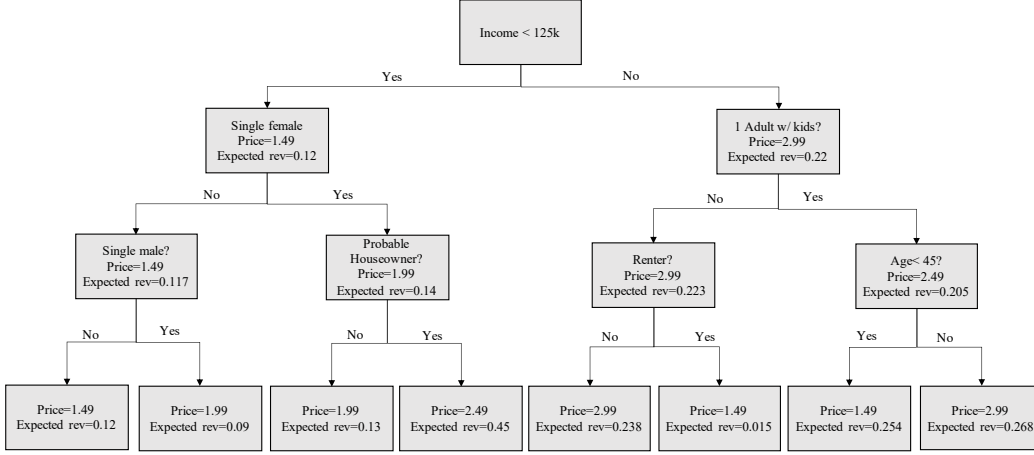 Income < 125k
Yes
No
Single female
Price=1.49
Expected rev=0.12
1 Adult w/ kids?
Price=2.99
Expected rev=0.22
No
Yes
No
Yes
Single male?
Price=1.49
Expected rev=0.117
Probable
Houseowner?
Price=1.99
Expected rev=0.14
Renter?
Price=2.99
Expected rev=0.223
Age< 45?
Price=2.49
Expected rev=0.205
No
Yes
No
Yes
No
Yes
Yes
No
Price=1.49
Expected rev=0.12
Price=1.99
Expected rev=0.09
Price=1.99
Expected rev=0.13
Price=2.49
Expected rev=0.45
Price=2.99
Expected rev=0.238
Price=1.49
Expected rev=0.015
Price=1.49
Expected rev=0.254
Price=2.99
Expected rev=0.268